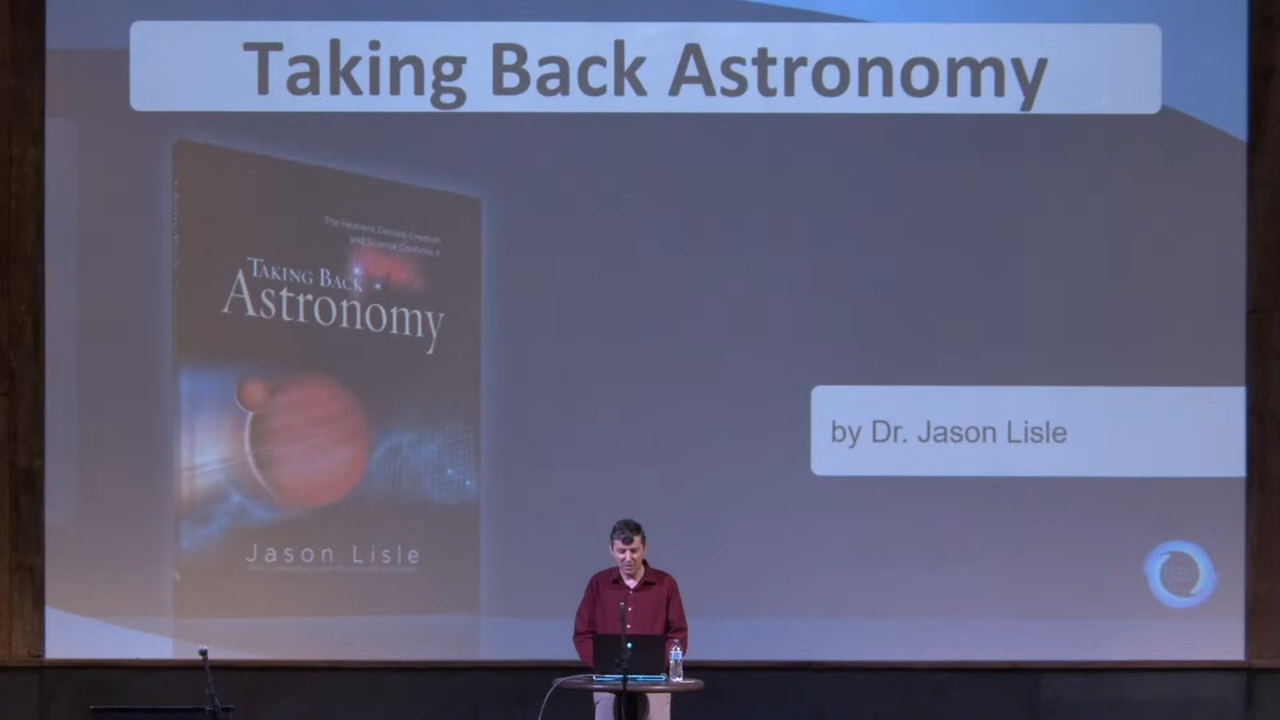 Taking Back Astronomy
The Heavens Declare Creation
and Science Confirms It
TAKING BACK
Astronomy
by Dr. Jason Lisle
Jason Lisle